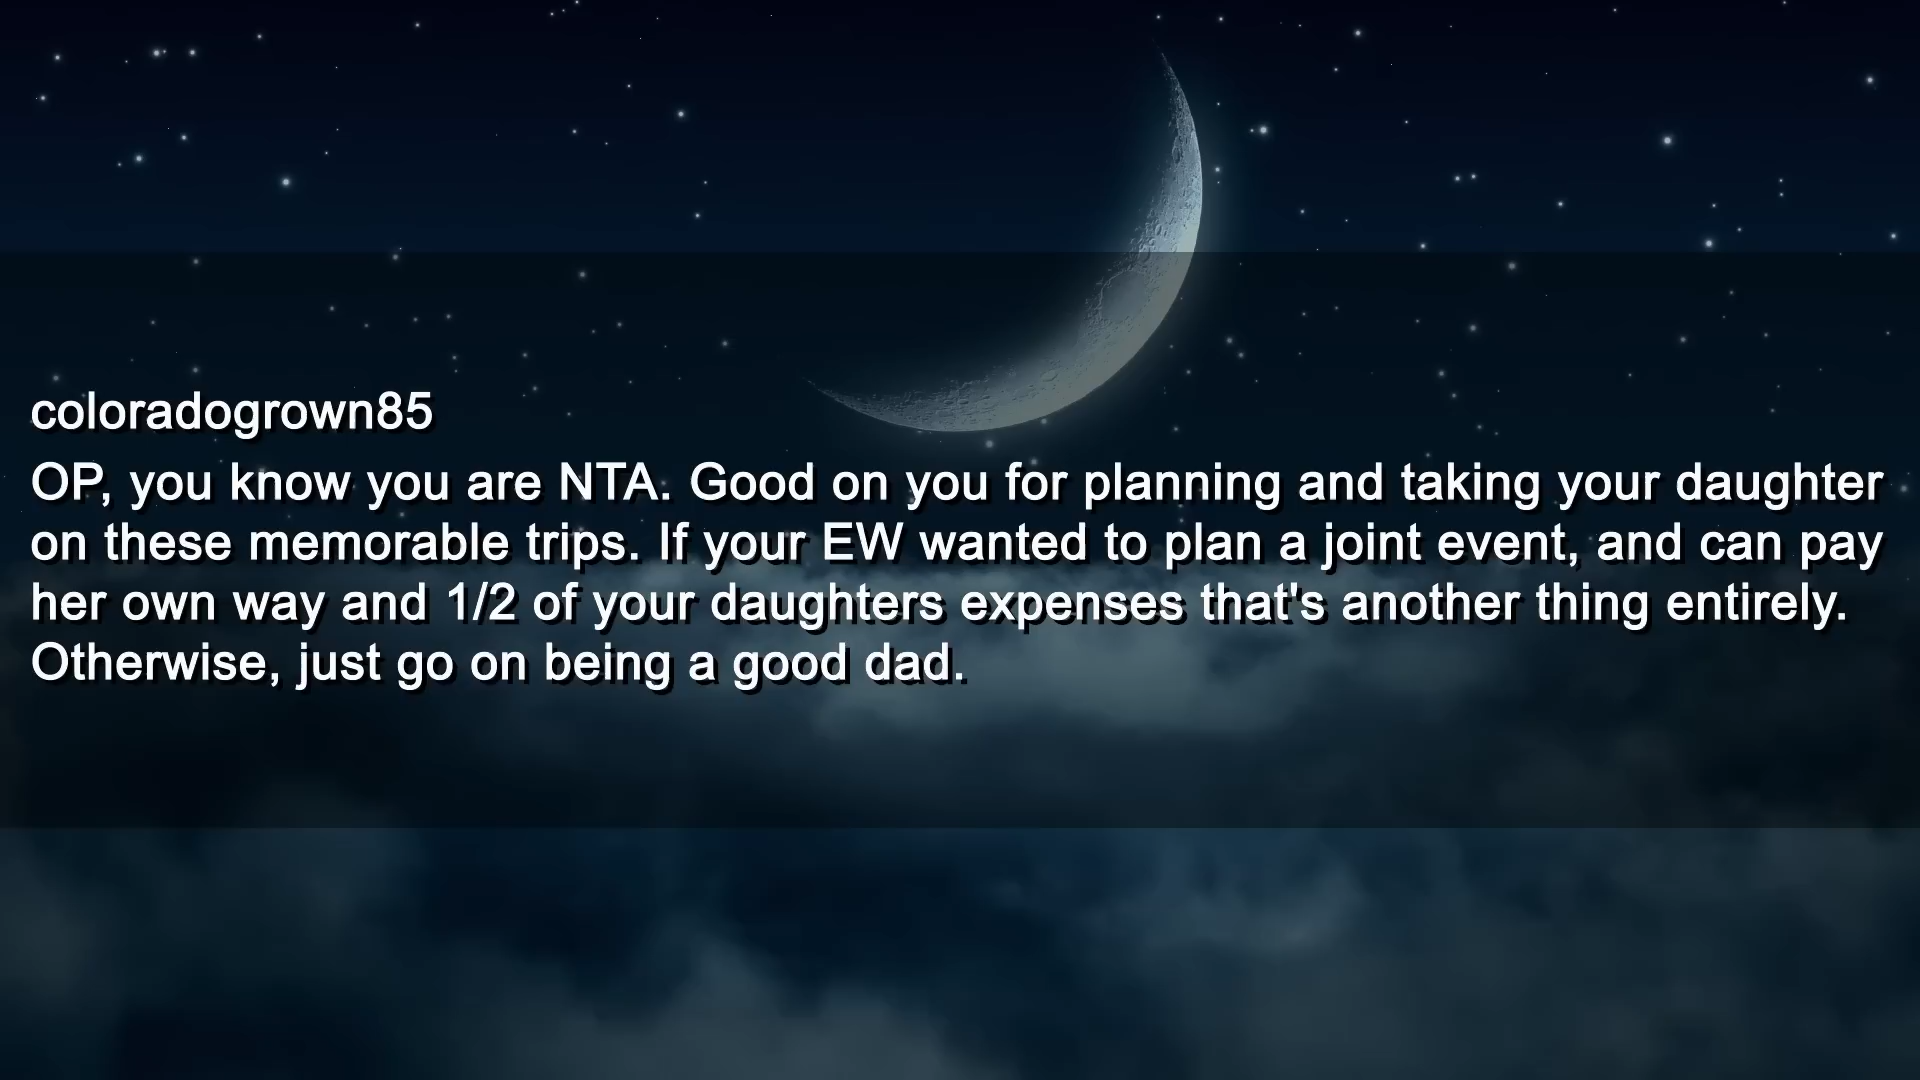 coloradogrown85
OP, you know you are NTA. Good on you for planning and taking your daughter
on these memorable trips. If your EW wanted to plan a joint event, and can pay
her own way and 1/2 of your daughters expenses that's another thing entirely.
Otherwise, just go on being a good dad.